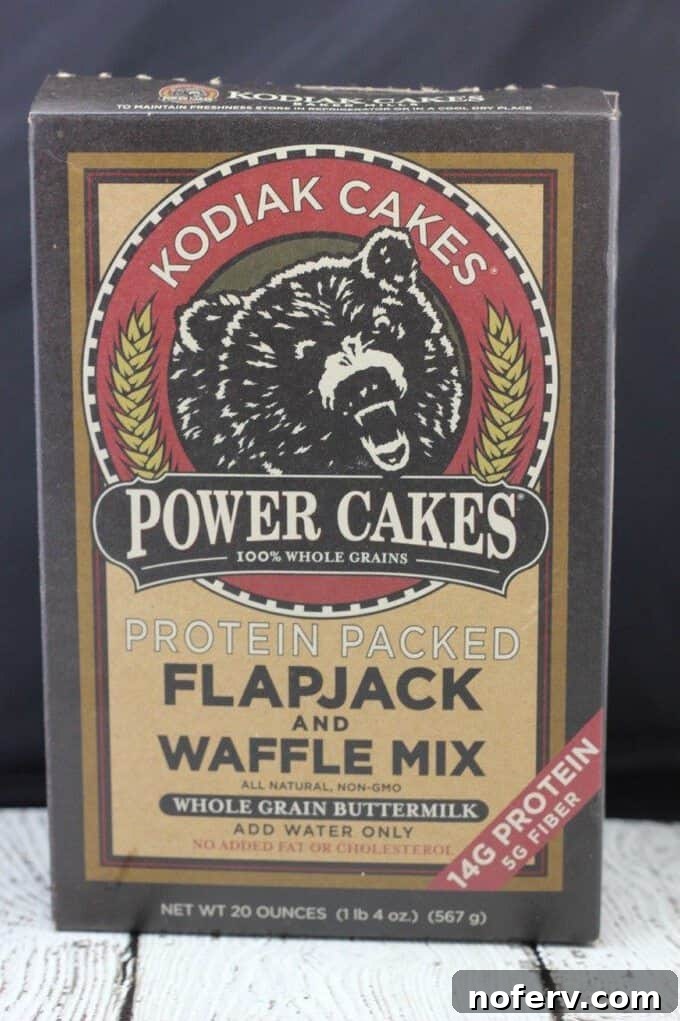 KODIAK CAKES
BAKER MILLS
TO MAINTAIN FRESHNESS STORE IN REFRIGERATOR OR IN A COOL DRY PLACE
KODIAK CAKES®
POWER CAKES®
100% WHOLE GRAINS
PROTEIN PACKED
FLAPJACK
AND
WAFFLE MIX
ALL NATURAL, NON-GMO
WHOLE GRAIN BUTTERMILK
ADD WATER ONLY
NO ADDED FAT OR CHOLESTEROL
14G PROTEIN
5G FIBER
NET WT 20 OUNCES (1 lb 4 oz.) (567 g)
noferv.com